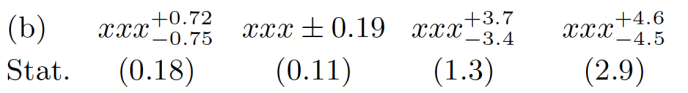 (b) xxx+0.72 −0.75 xxx ± 0.19 xxx+3.7 −3.4 xxx+4.6 −4.5
Stat. (0.18) (0.11) (1.3) (2.9)